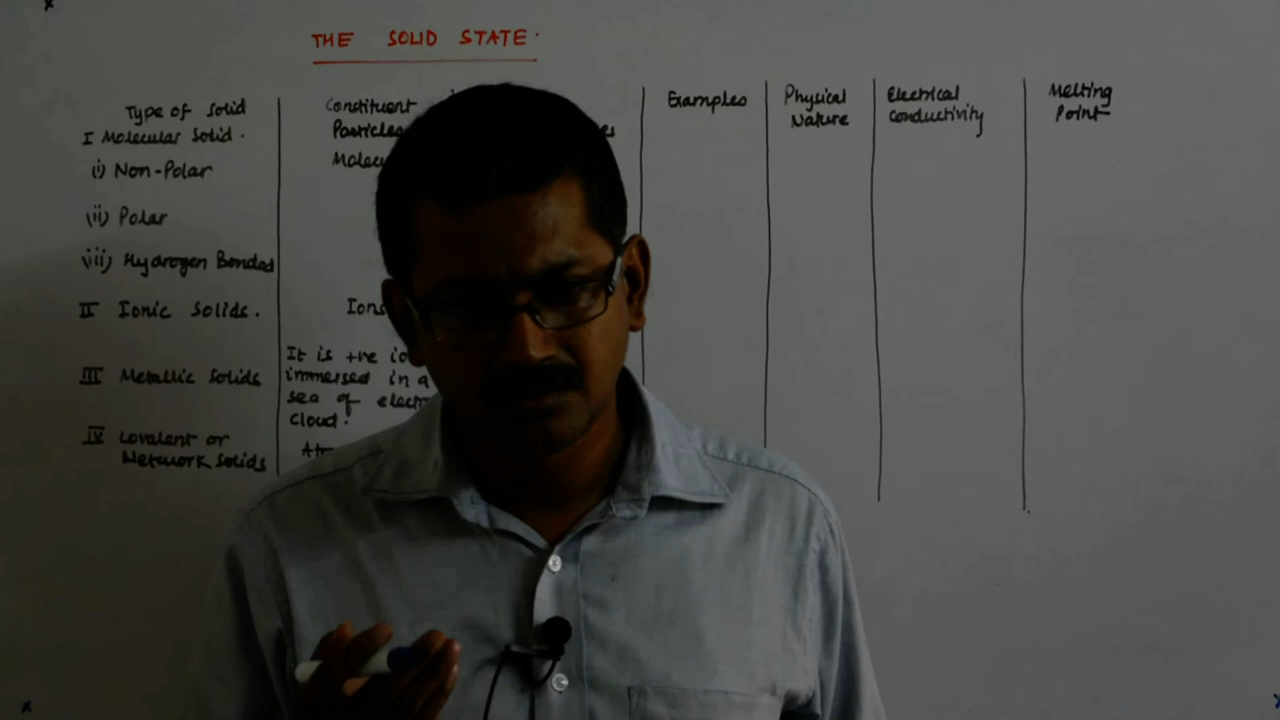 THE SOLID STATE.
Type of Solid
Constituent
Particles
Examples
Physical
Nature
Electrical
Conductivity
Melting
Point
I Molecular Solid.
(i) Non-Polar
(ii) Polar
(iii) Hydrogen Bonded
II Ionic Solids.
Ions
III Metallic Solids
It is +ve
immersed in a
sea of
cloud.
IV Covalent or
Network Solids